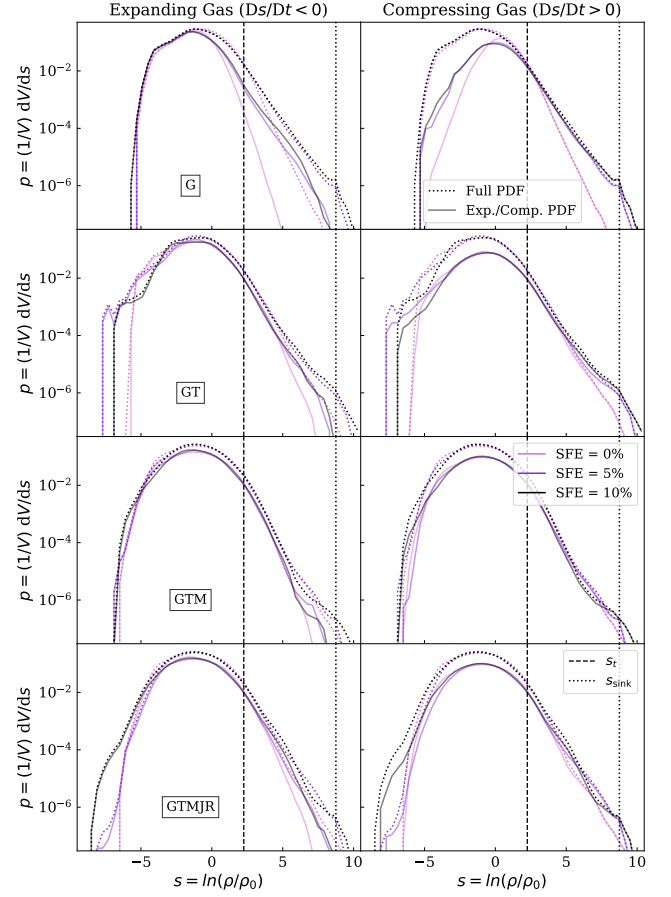 Expanding Gas (Ds/Dt < 0)
Compressing Gas (Ds/Dt > 0)
p = (1/V) dV/ds
10⁻²
10⁻⁴
10⁻⁶
G
Full PDF
Exp./Comp. PDF
p = (1/V) dV/ds
10⁻²
10⁻⁴
10⁻⁶
GT
p = (1/V) dV/ds
10⁻²
10⁻⁴
10⁻⁶
GTM
SFE = 0%
SFE = 5%
SFE = 10%
p = (1/V) dV/ds
10⁻²
10⁻⁴
10⁻⁶
GTMJR
sₜ
s_sink
−5 0 5 10
−5 0 5 10
s = ln(ρ/ρ₀)
s = ln(ρ/ρ₀)